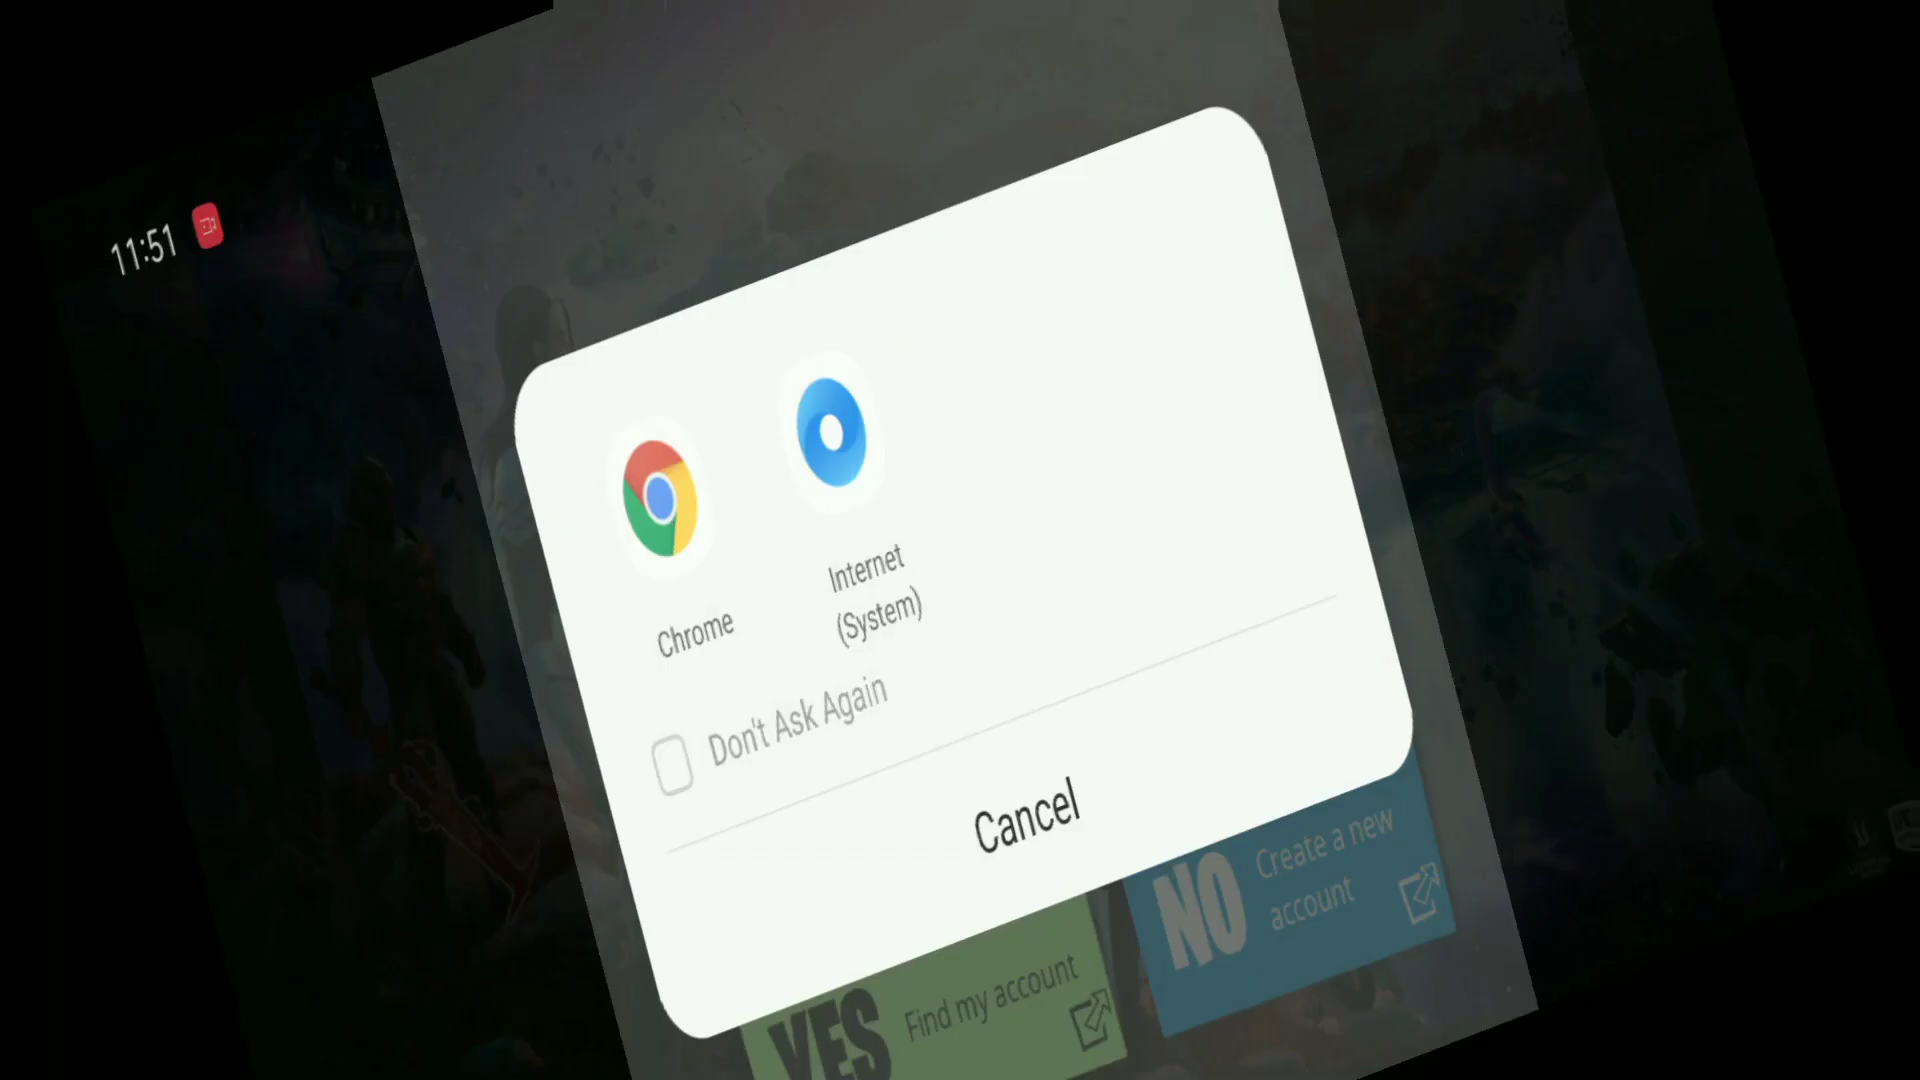 11:51
Chrome
Internet
(System)
Don't Ask Again
Cancel
YES
Find my account
NO
Create a new
account